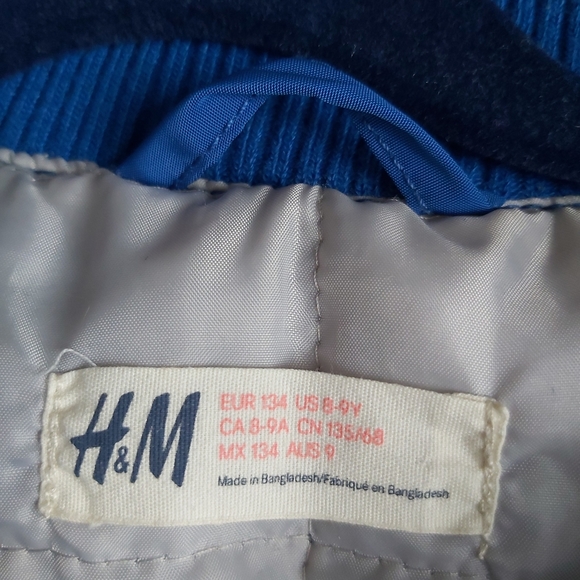 H&M
EUR 134 US 8-9Y
CA 8-9A CN 135/68
MX 134 AUS 9
Made in Bangladesh/Fabriqué en Bangladesh